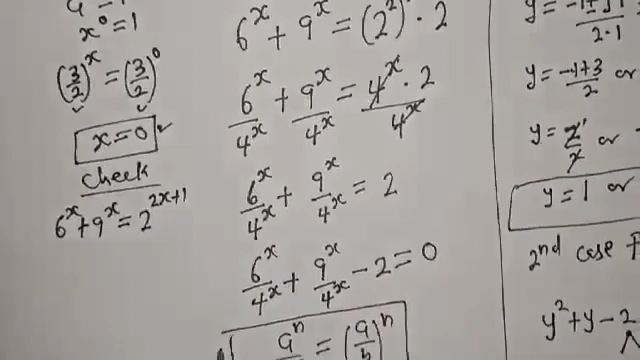 x⁰ = 1
(3/2)^x = (3/2)^0
x = 0
check
6^x + 9^x = 2^(2x+1)
6^x + 9^x = (2²) · 2
6^x/4^x + 9^x/4^x = 4^x · 2/4^x
6^x/4^x + 9^x/4^x = 2
6^x/4^x + 9^x/4^x - 2 = 0
a^n = (a/b)^n
2·1
y = -1+3/2 or
y = 2/2 or
y = 1 or
2nd case
y² + y - 2